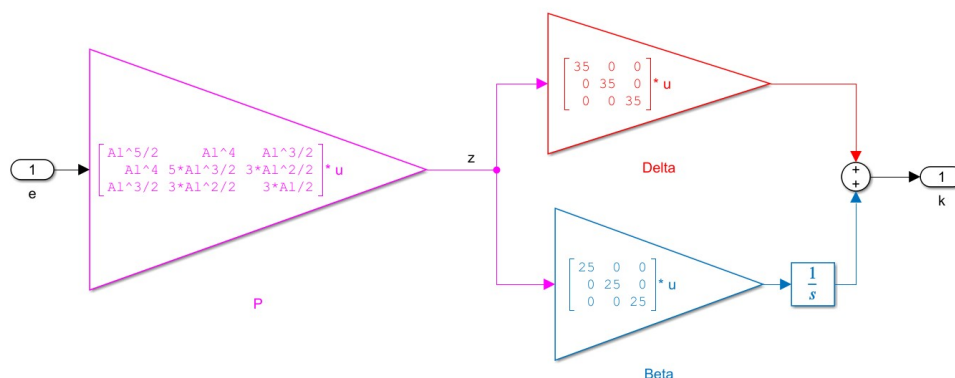 1
e
Al^5/2 Al^4 Al^3/2
Al^4 5*Al^3/2 3*Al^2/2
Al^3/2 3*Al^2/2 3*Al/2
* u
P
z
35 0 0
0 35 0
0 0 35
* u
Delta
25 0 0
0 25 0
0 0 25
* u
Beta
1
s
+
+
1
k